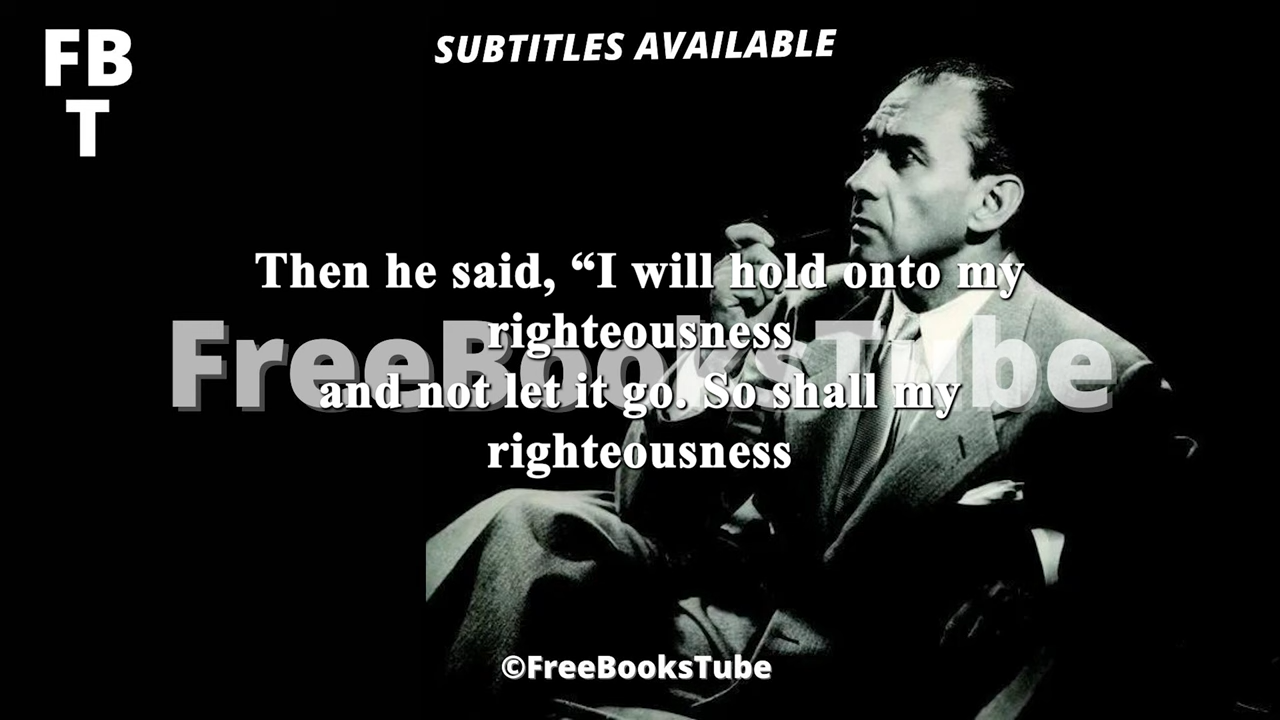 FB
T
SUBTITLES AVAILABLE
Then he said, “I will hold onto my
righteousness
FreeBooksTube
and not let it go. So shall my
righteousness
©FreeBooksTube